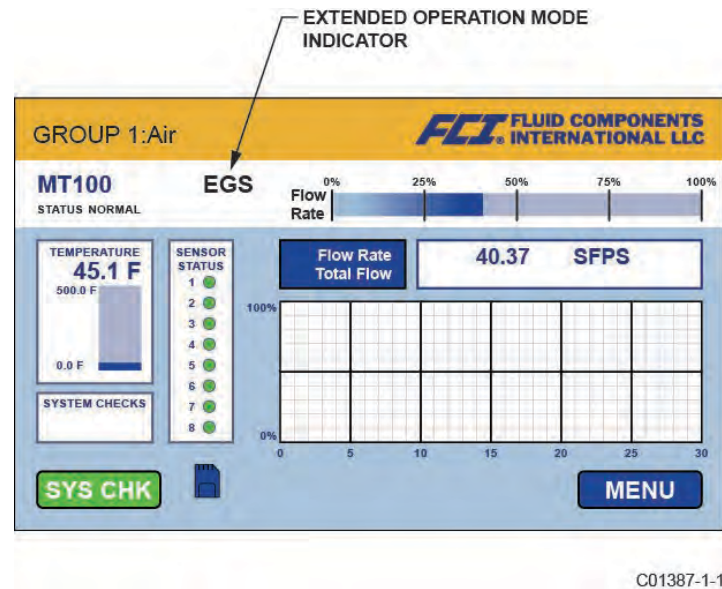 EXTENDED OPERATION MODE
INDICATOR
GROUP 1:Air
FCI® FLUID COMPONENTS
INTERNATIONAL LLC
MT100
STATUS NORMAL
EGS
Flow
Rate
0% 25% 50% 75% 100%
TEMPERATURE
45.1 F
500.0 F
0.0 F
SYSTEM CHECKS
SENSOR
STATUS
1
2
3
4
5
6
7
8
Flow Rate
Total Flow
40.37 SFPS
100%
0%
0 5 10 15 20 25 30
SYS CHK
MENU
C01387-1-1